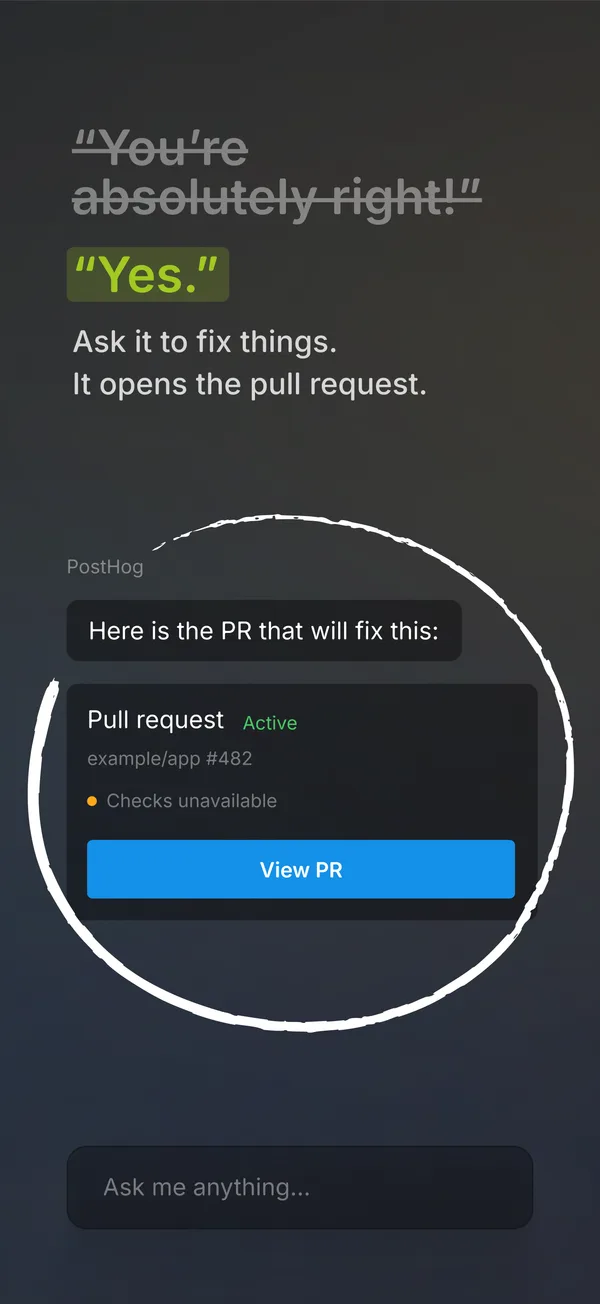 “You’re
absolutely right!”
“Yes.”
Ask it to fix things.
It opens the pull request.
PostHog
Here is the PR that will fix this:
Pull request Active
example/app #482
Checks unavailable
View PR
Ask me anything...